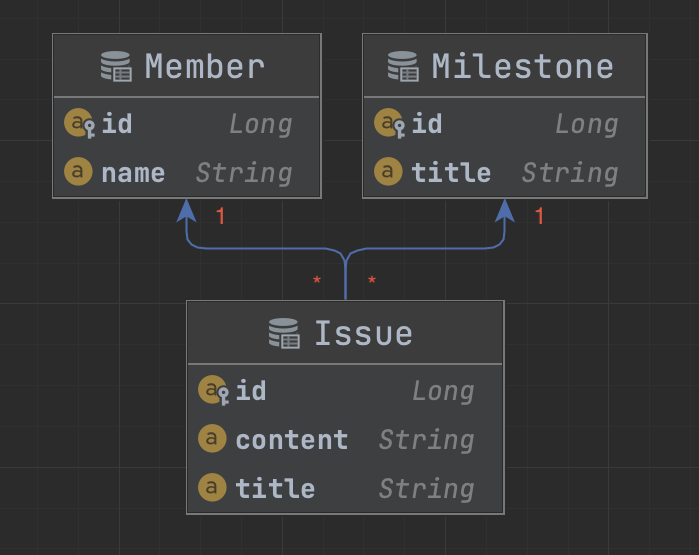 Member
id Long
name String
Milestone
id Long
title String
1
1
* *
Issue
id Long
content String
title String